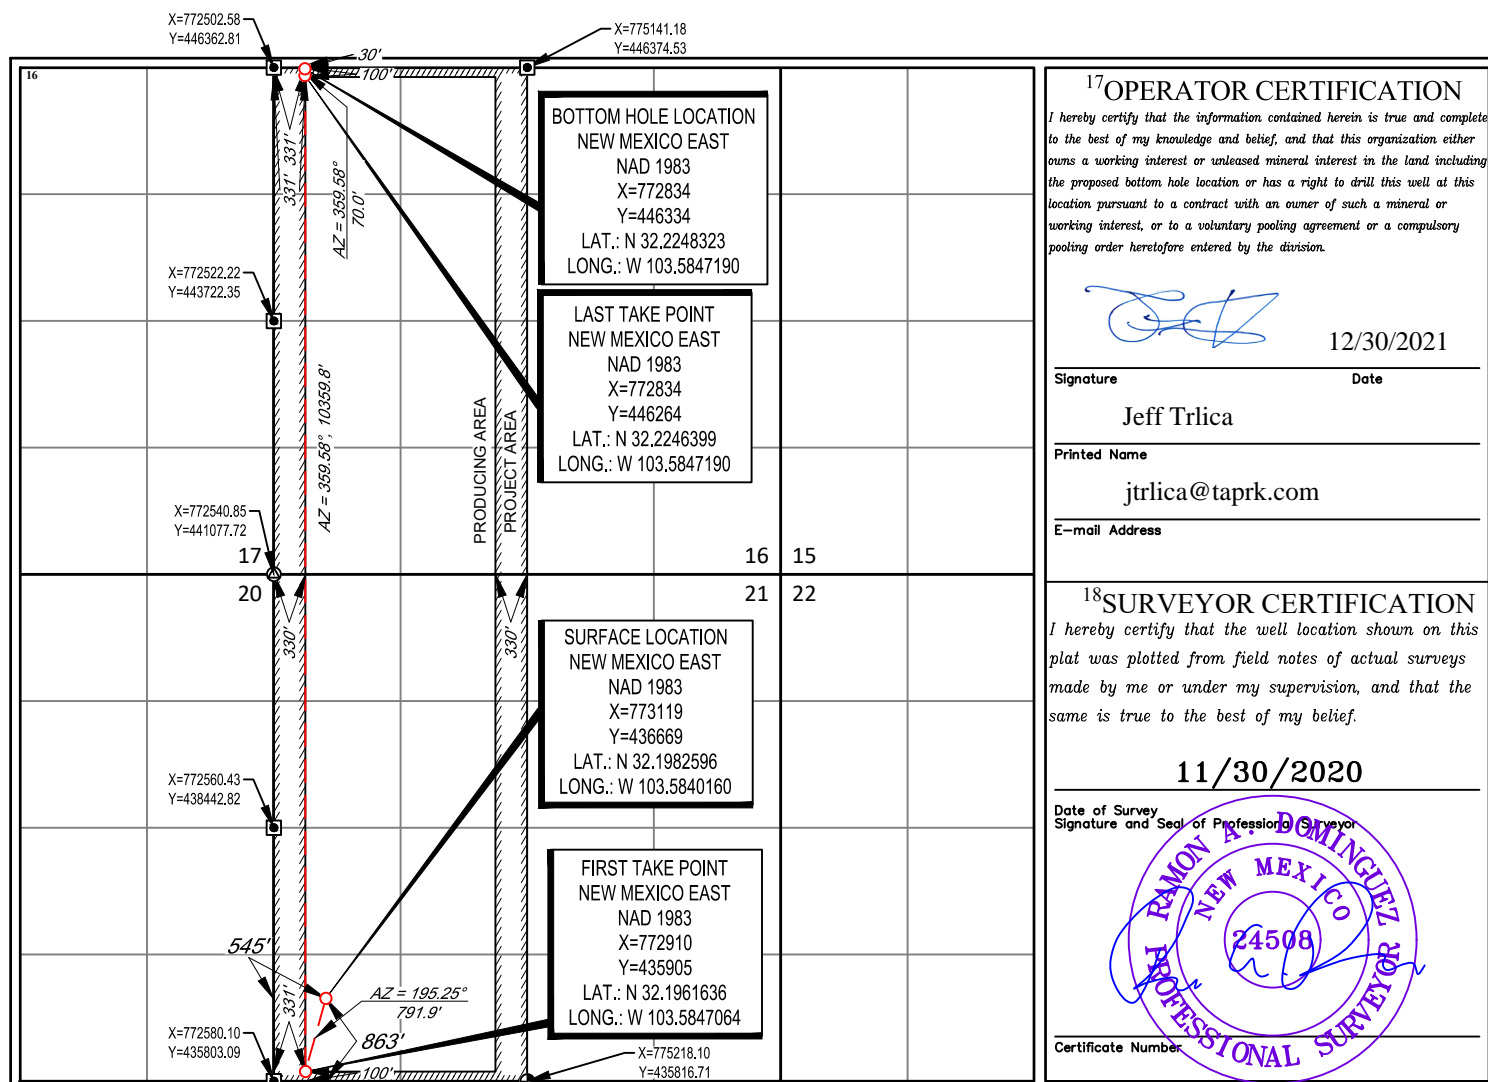 X=772502.58
Y=446362.81
X=775141.18
Y=446374.53
16
30'
100'
331' 331'
AZ = 359.58°
70.0'
BOTTOM HOLE LOCATION
NEW MEXICO EAST
NAD 1983
X=772834
Y=446334
LAT.: N 32.2248323
LONG.: W 103.5847190
X=772522.22
Y=443722.35
LAST TAKE POINT
NEW MEXICO EAST
NAD 1983
X=772834
Y=446264
LAT.: N 32.2246399
LONG.: W 103.5847190
AZ = 359.58°, 10359.8'
PRODUCING AREA
PROJECT AREA
X=772540.85
Y=441077.72
17
16
15
20
21
22
330'
330'
SURFACE LOCATION
NEW MEXICO EAST
NAD 1983
X=773119
Y=436669
LAT.: N 32.1982596
LONG.: W 103.5840160
X=772560.43
Y=438442.82
FIRST TAKE POINT
NEW MEXICO EAST
NAD 1983
X=772910
Y=435905
LAT.: N 32.1961636
LONG.: W 103.5847064
545'
331'
AZ = 195.25°
791.9'
863'
100'
X=772580.10
Y=435803.09
X=775218.10
Y=435816.71
17OPERATOR CERTIFICATION
I hereby certify that the information contained herein is true and complete
to the best of my knowledge and belief, and that this organization either
owns a working interest or unleased mineral interest in the land including
the proposed bottom hole location or has a right to drill this well at this
location pursuant to a contract with an owner of such a mineral or
working interest, or to a voluntary pooling agreement or a compulsory
pooling order heretofore entered by the division.
12/30/2021
Signature Date
Jeff Trlica
Printed Name
jtrlica@taprk.com
E-mail Address
18SURVEYOR CERTIFICATION
I hereby certify that the well location shown on this
plat was plotted from field notes of actual surveys
made by me or under my supervision, and that the
same is true to the best of my belief.
11/30/2020
Date of Survey
Signature and Seal of Professional Surveyor
RAMON A. DOMINGUEZ
NEW MEXICO
24508
PROFESSIONAL SURVEYOR
Certificate Number